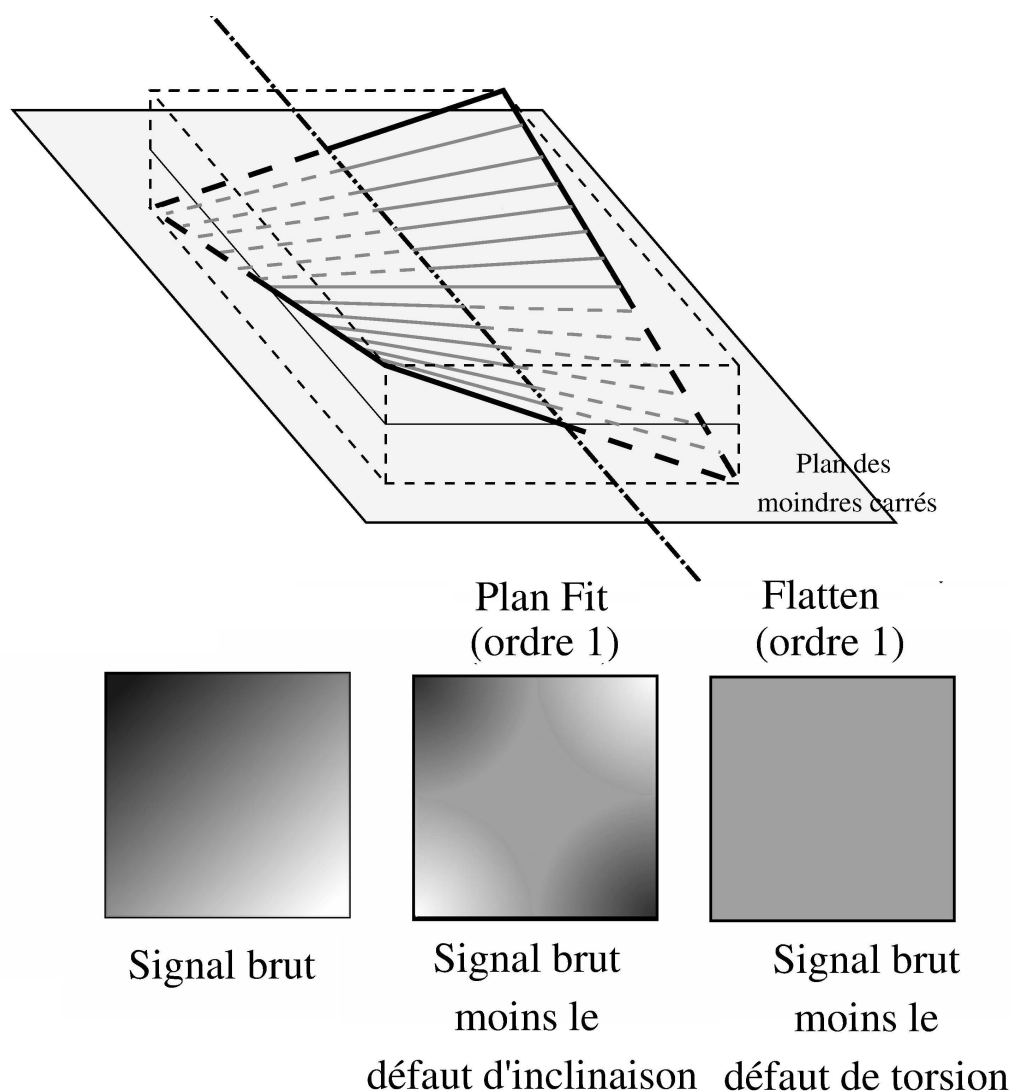 Plan des
moindres carrés
Plan Fit
(ordre 1)
Flatten
(ordre 1)
Signal brut
Signal brut
moins le
défaut d'inclinaison
Signal brut
moins le
défaut de torsion